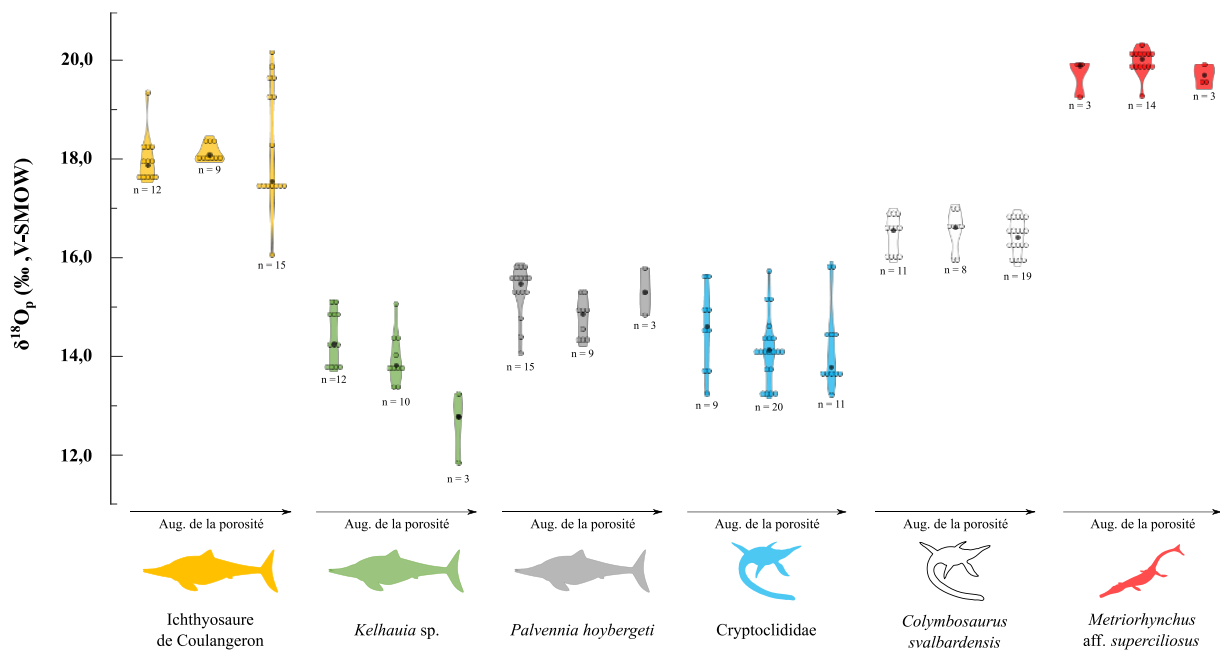 δ¹⁸Oₚ (‰ ,V-SMOW)
20,0
18,0
16,0
14,0
12,0
n = 12
n = 9
n = 15
n =12
n = 10
n = 3
n = 15
n = 9
n = 3
n = 9
n = 20
n = 11
n = 11
n = 8
n = 19
n = 3
n = 14
n = 3
Aug. de la porosité
Aug. de la porosité
Aug. de la porosité
Aug. de la porosité
Aug. de la porosité
Aug. de la porosité
Ichthyosaure
de Coulangeron
Kelhauia sp.
Palvennia hoybergeti
Cryptoclididae
Colymbosaurus
svalbardensis
Metriorhynchus
aff. superciliosus